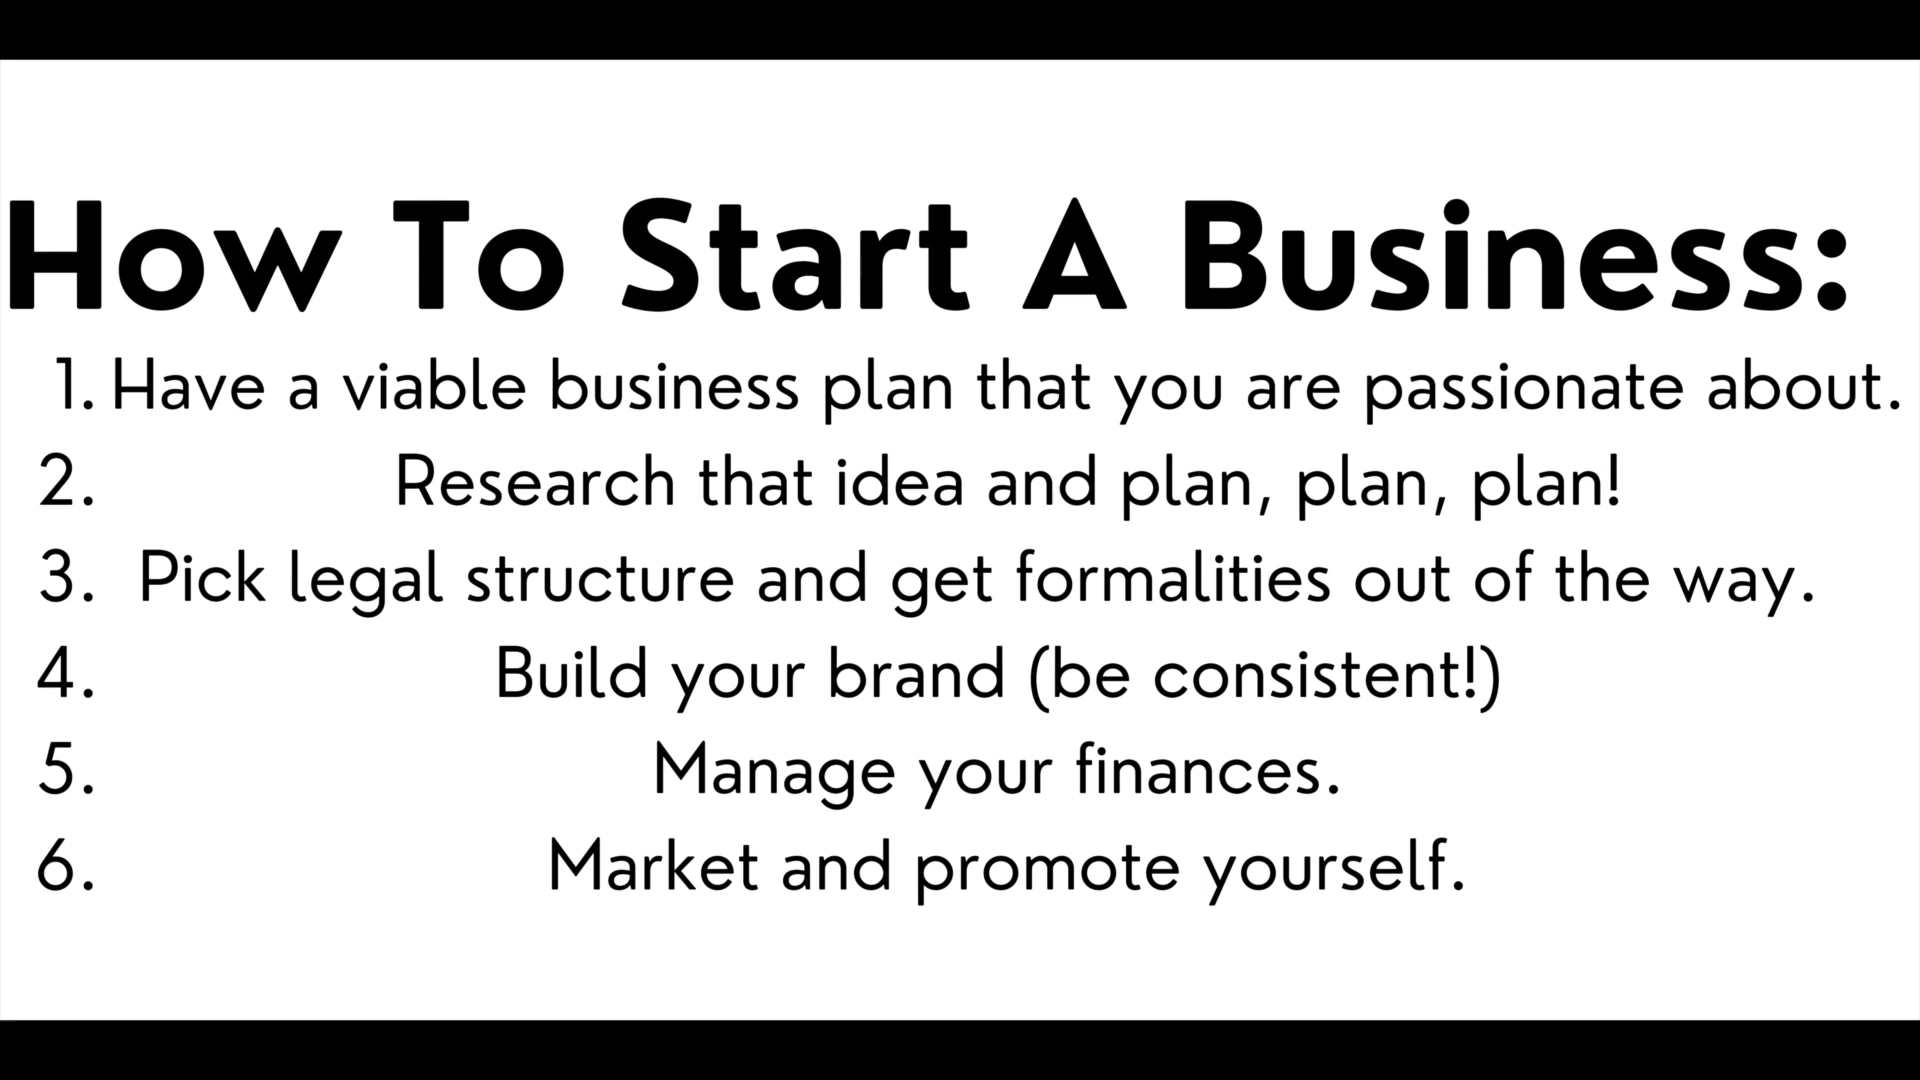 How To Start A Business:
1. Have a viable business plan that you are passionate about.
2. Research that idea and plan, plan, plan!
3. Pick legal structure and get formalities out of the way.
4. Build your brand (be consistent!)
5. Manage your finances.
6. Market and promote yourself.